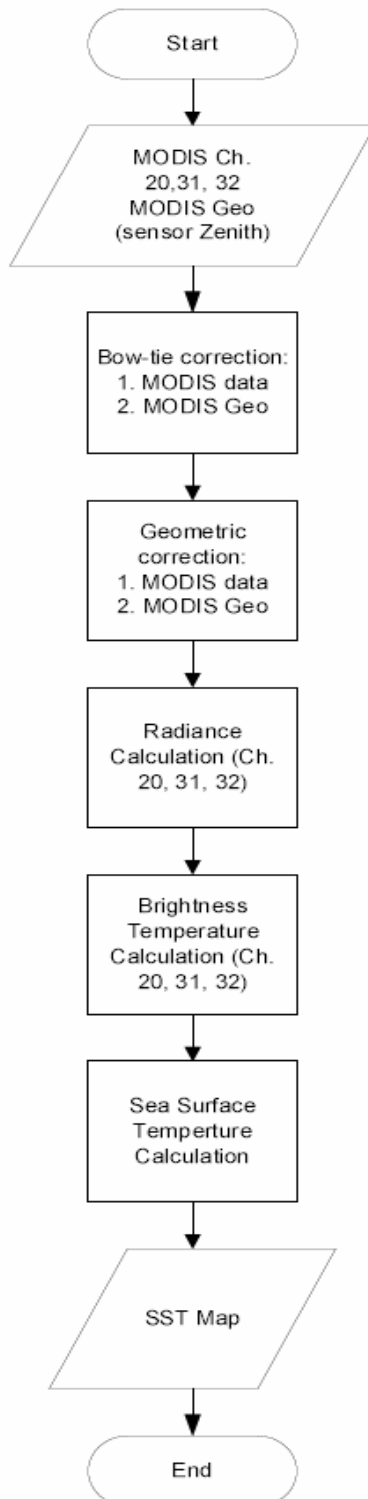 Start
MODIS Ch.
20,31, 32
MODIS Geo
(sensor Zenith)
Bow-tie correction:
1. MODIS data
2. MODIS Geo
Geometric
correction:
1. MODIS data
2. MODIS Geo
Radiance
Calculation (Ch.
20, 31, 32)
Brightness
Temperature
Calculation (Ch.
20, 31, 32)
Sea Surface
Temperture
Calculation
SST Map
End